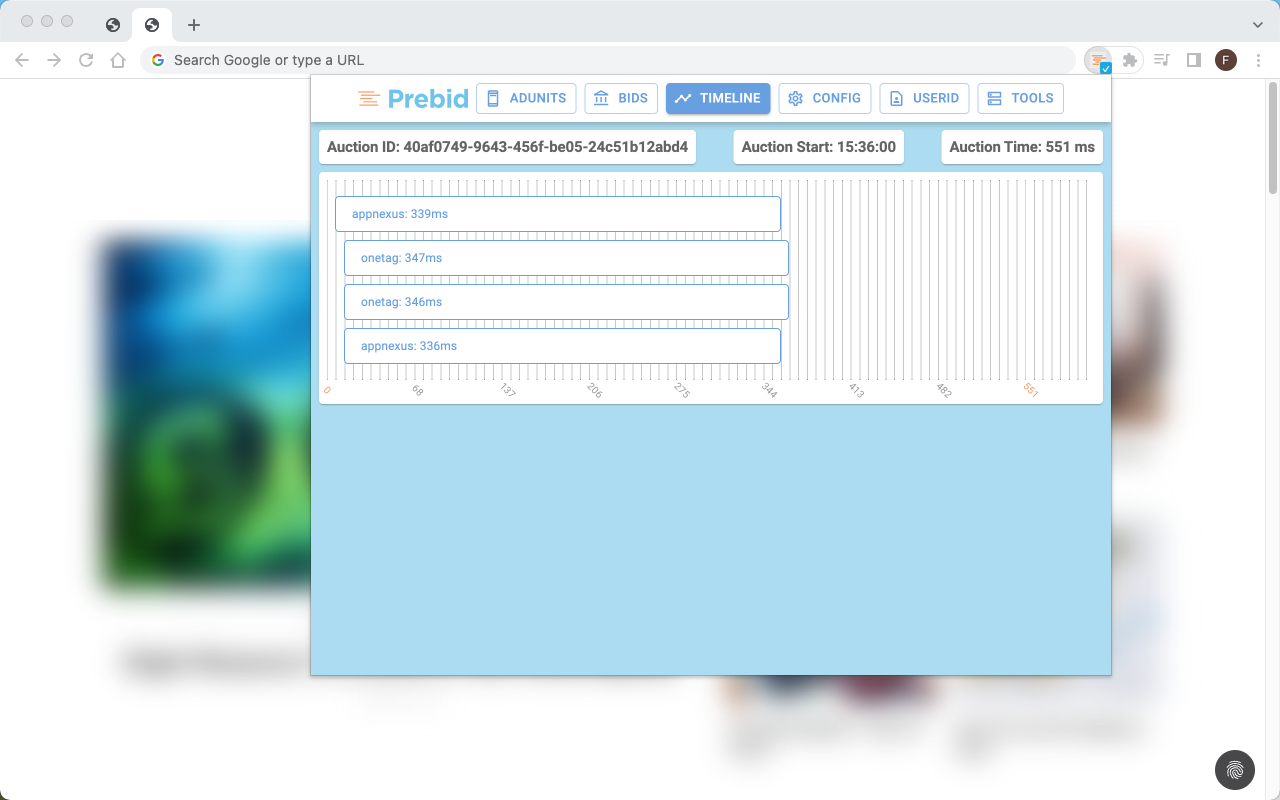 Search Google or type a URL
F
Prebid
ADUNITS
BIDS
TIMELINE
CONFIG
USERID
TOOLS
Auction ID: 40af0749-9643-456f-be05-24c51b12abd4
Auction Start: 15:36:00
Auction Time: 551 ms
appnexus: 339ms
onetag: 347ms
onetag: 346ms
appnexus: 336ms
0
68
137
206
275
344
413
482
551